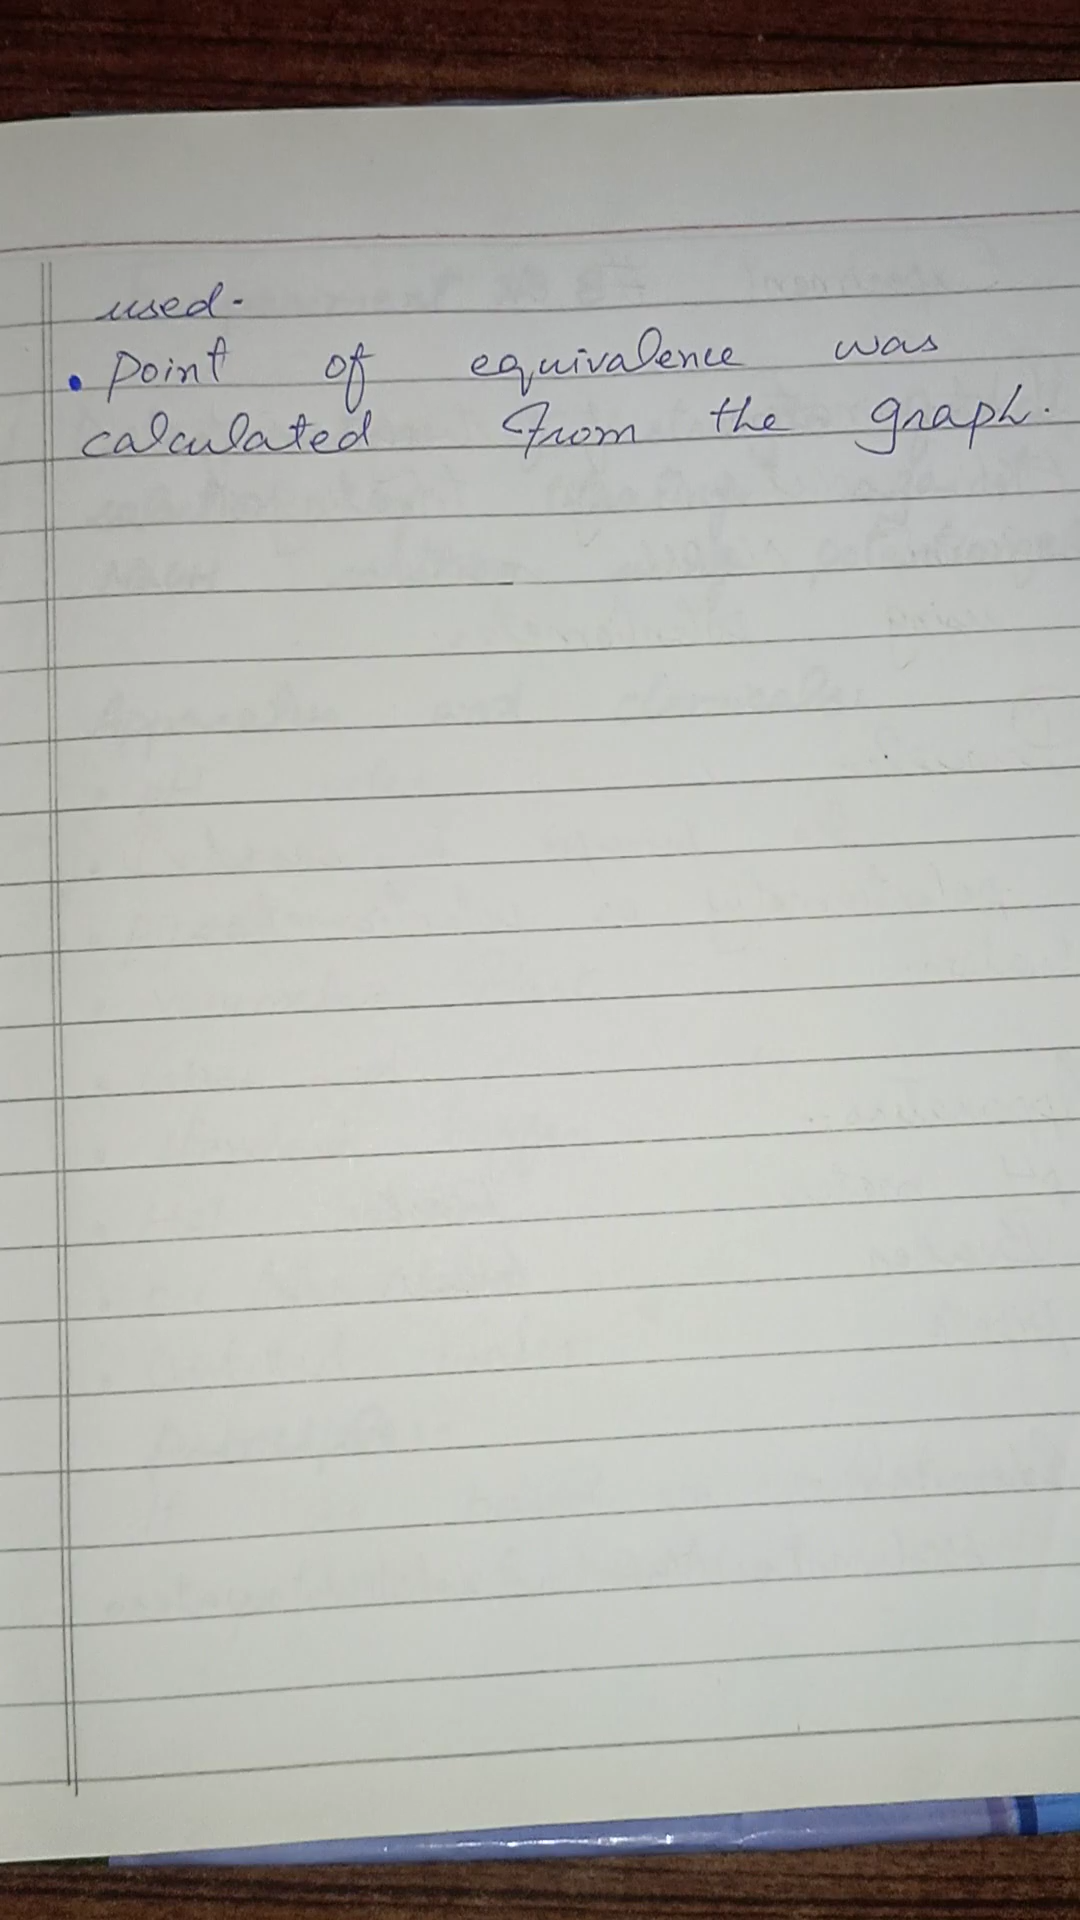 used.
• Point of equivalence was
calculated from the graph.